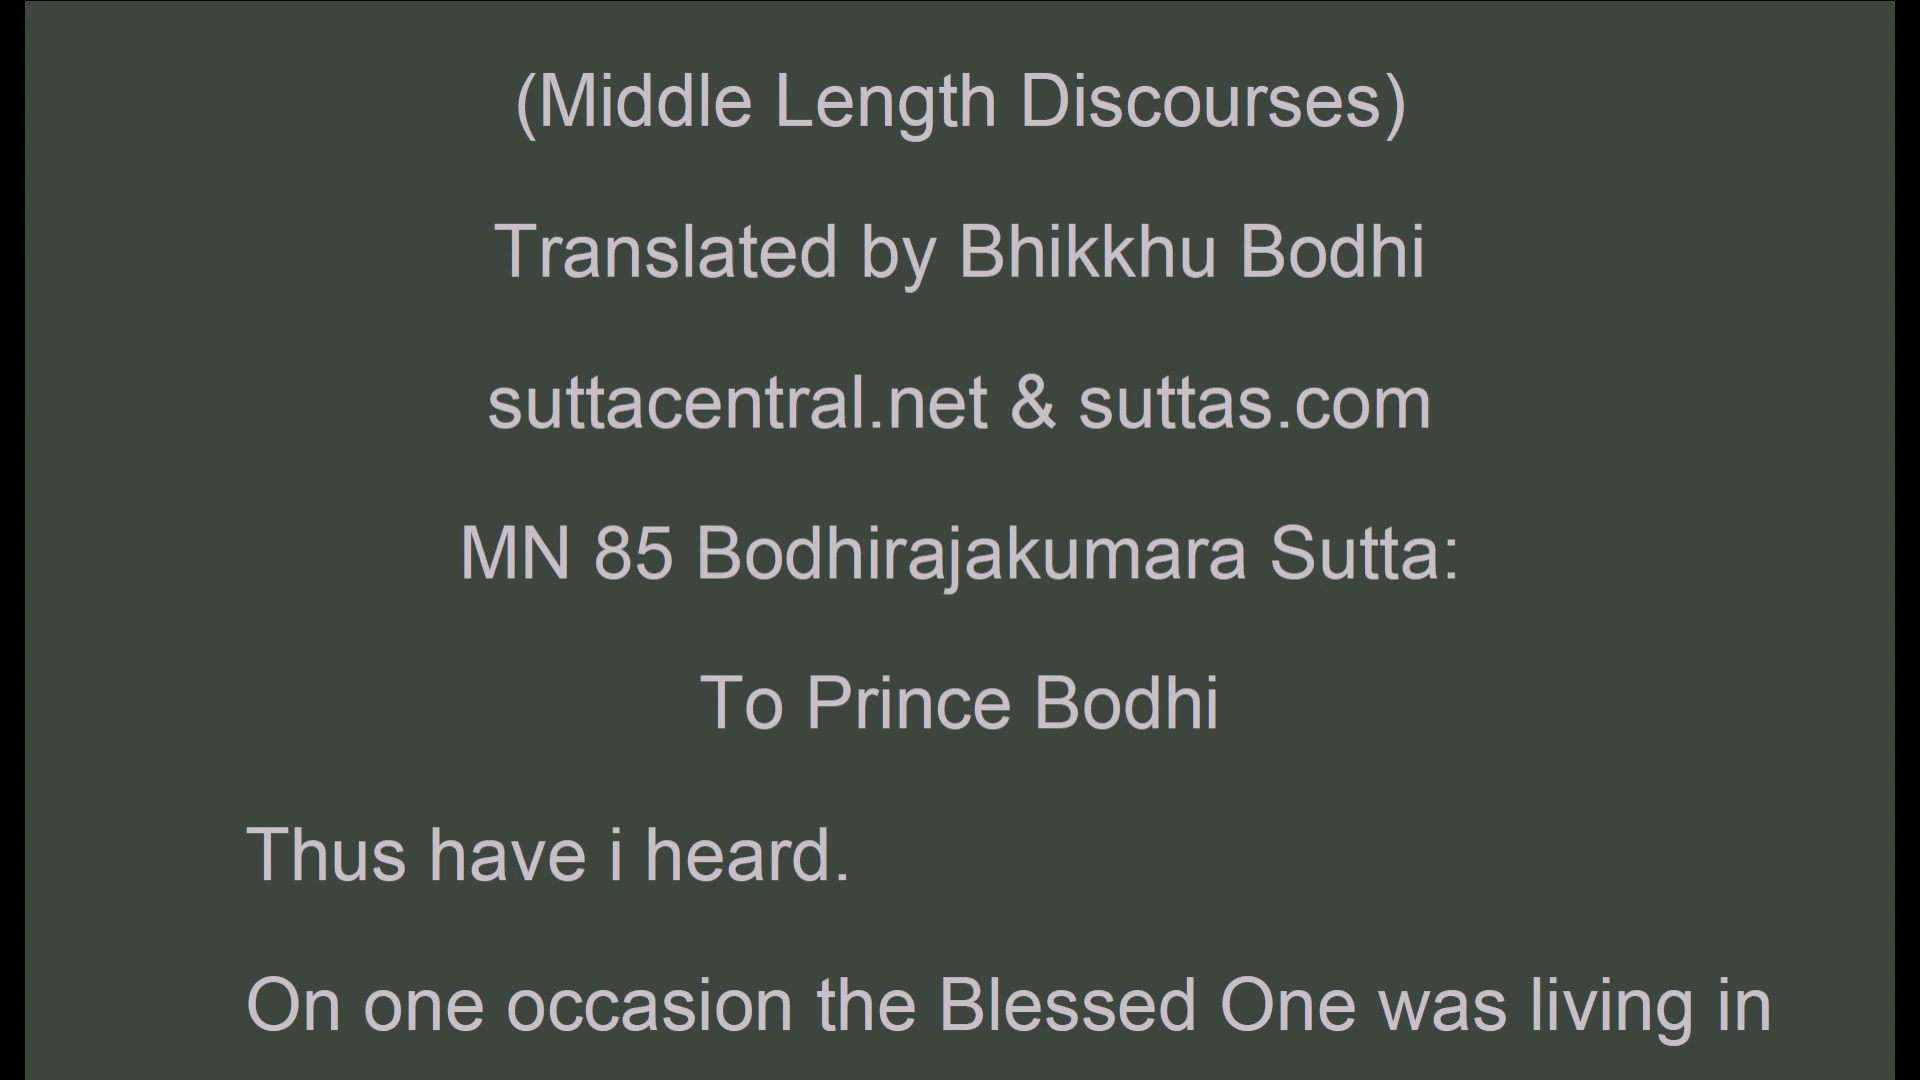 (Middle Length Discourses)
Translated by Bhikkhu Bodhi
suttacentral.net & suttas.com
MN 85 Bodhirajakumara Sutta:
To Prince Bodhi
Thus have i heard.
On one occasion the Blessed One was living in